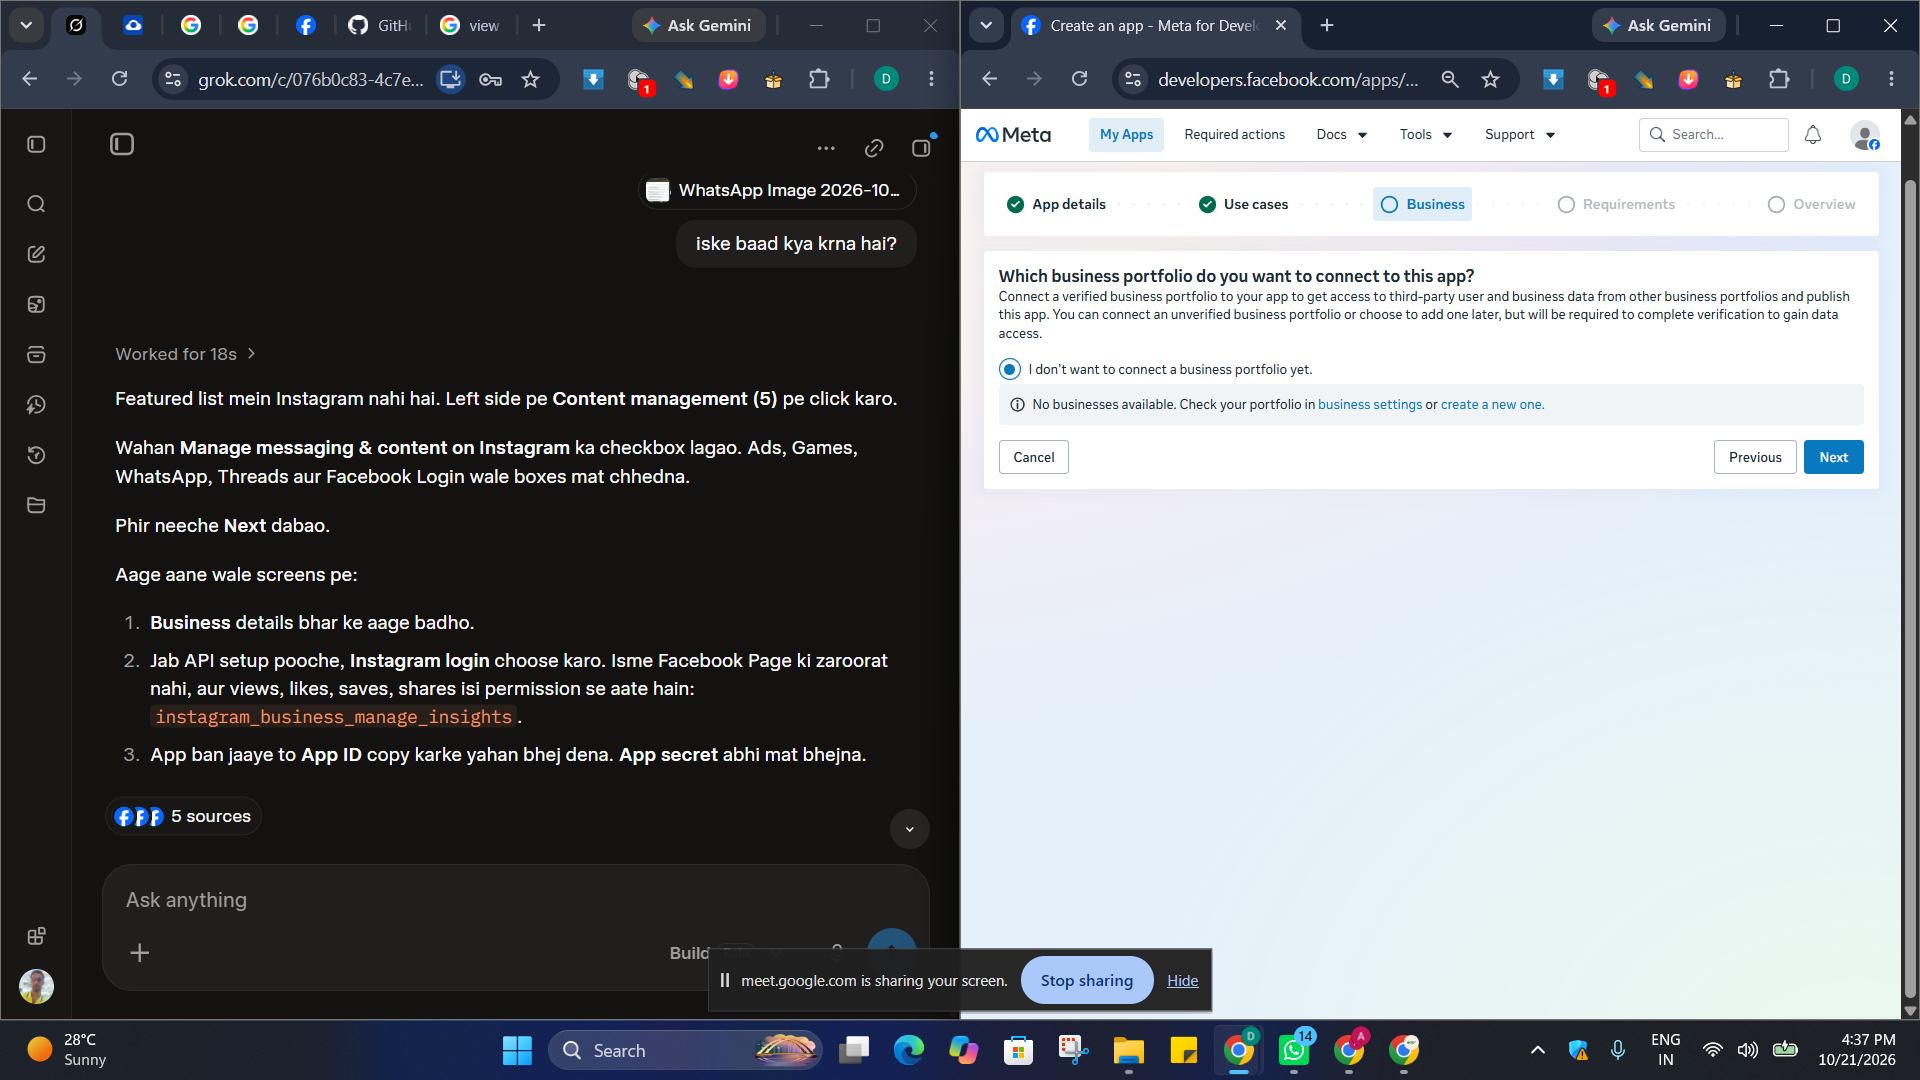 GitH
view
Ask Gemini
grok.com/c/076b0c83-4c7e...
1
D
WhatsApp Image 2026-10...
iske baad kya krna hai?
Worked for 18s
Featured list mein Instagram nahi hai. Left side pe Content management (5) pe click karo.
Wahan Manage messaging & content on Instagram ka checkbox lagao. Ads, Games,
WhatsApp, Threads aur Facebook Login wale boxes mat chhedna.
Phir neeche Next dabao.
Aage aane wale screens pe:
1. Business details bhar ke aage badho.
2. Jab API setup pooche, Instagram login choose karo. Isme Facebook Page ki zaroorat
nahi, aur views, likes, saves, shares isi permission se aate hain:
instagram_business_manage_insights.
3. App ban jaaye to App ID copy karke yahan bhej dena. App secret abhi mat bhejna.
5 sources
Ask anything
Build
Create an app - Meta for Devel
Ask Gemini
developers.facebook.com/apps/...
1
D
Meta
My Apps
Required actions
Docs
Tools
Support
Search...
App details
Use cases
Business
Requirements
Overview
Which business portfolio do you want to connect to this app?
Connect a verified business portfolio to your app to get access to third-party user and business data from other business portfolios and publish
this app. You can connect an unverified business portfolio or choose to add one later, but will be required to complete verification to gain data
access.
I don't want to connect a business portfolio yet.
No businesses available. Check your portfolio in business settings or create a new one.
Cancel
Previous
Next
meet.google.com is sharing your screen.
Stop sharing
Hide
28°C
Sunny
Search
D
14
A
ENG
IN
4:37 PM
10/21/2026